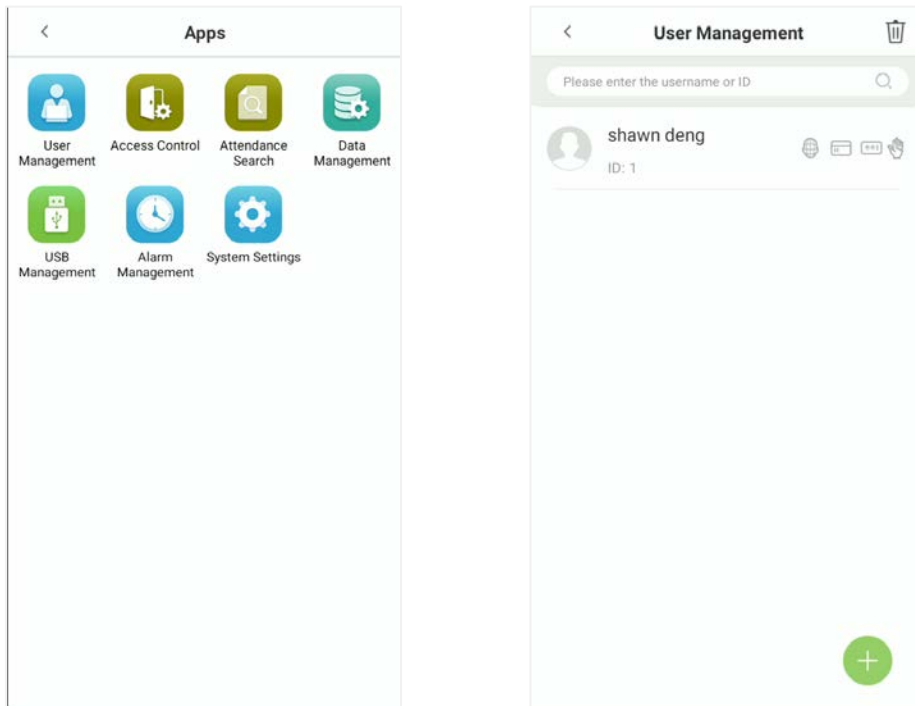 Apps
User
Management
Access Control
Attendance
Search
Data
Management
USB
Management
Alarm
Management
System Settings
User Management
Please enter the username or ID
shawn deng
ID: 1